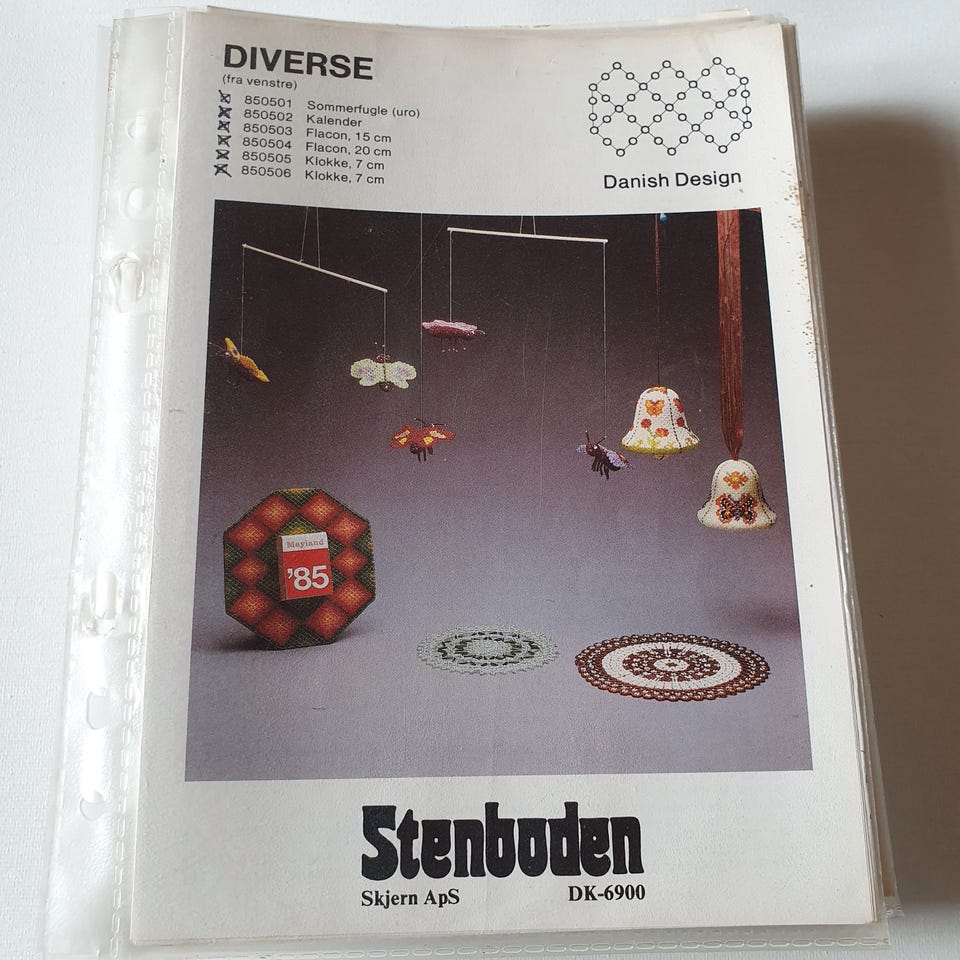 DIVERSE
(fra venstre)
850501 Sommerfugle (uro)
850502 Kalender
850503 Flacon, 15 cm
850504 Flacon, 20 cm
850505 Klokke, 7 cm
850506 Klokke, 7 cm
Danish Design
Mayland
'85
Stenboden
Skjern ApS DK-6900